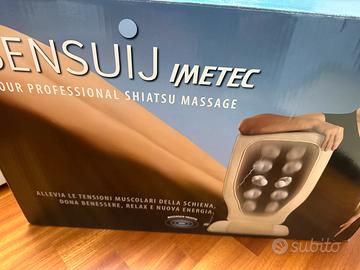 SENSUIJ IMETEC
OUR PROFESSIONAL SHIATSU MASSAGE
ALLEVIA LE TENSIONI MUSCOLARI DELLA SCHIENA,
DONA BENESSERE, RELAX E NUOVA ENERGIA.
subito